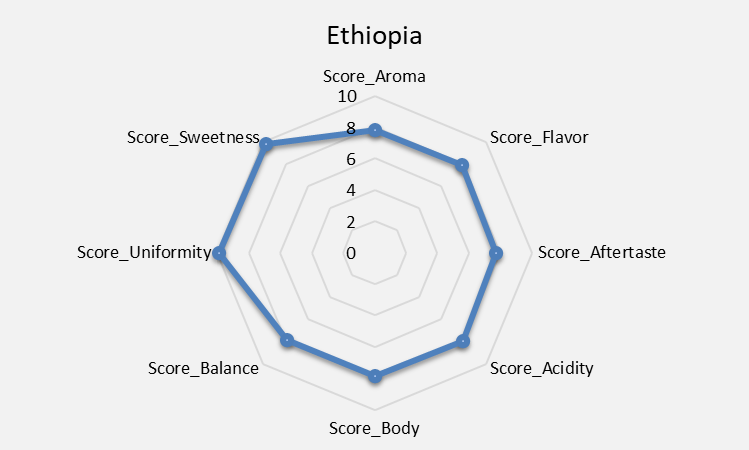 Ethiopia
Score_Aroma
10
Score_Sweetness
8
Score_Flavor
6
4
2
Score_Uniformity
0
Score_Aftertaste
Score_Balance
Score_Acidity
Score_Body